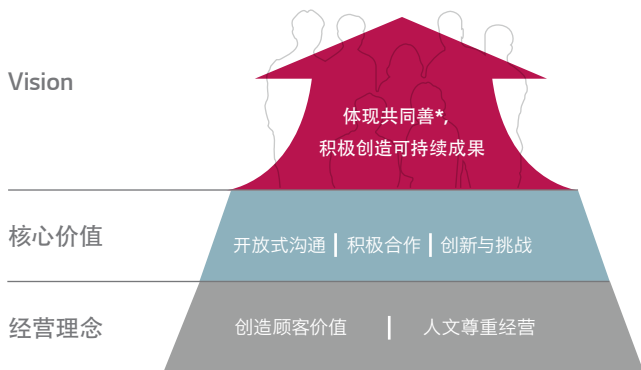 Vision
体现共同善*,
积极创造可持续成果
核心价值
开放式沟通 | 积极合作 | 创新与挑战
经营理念
创造顾客价值 | 人文尊重经营